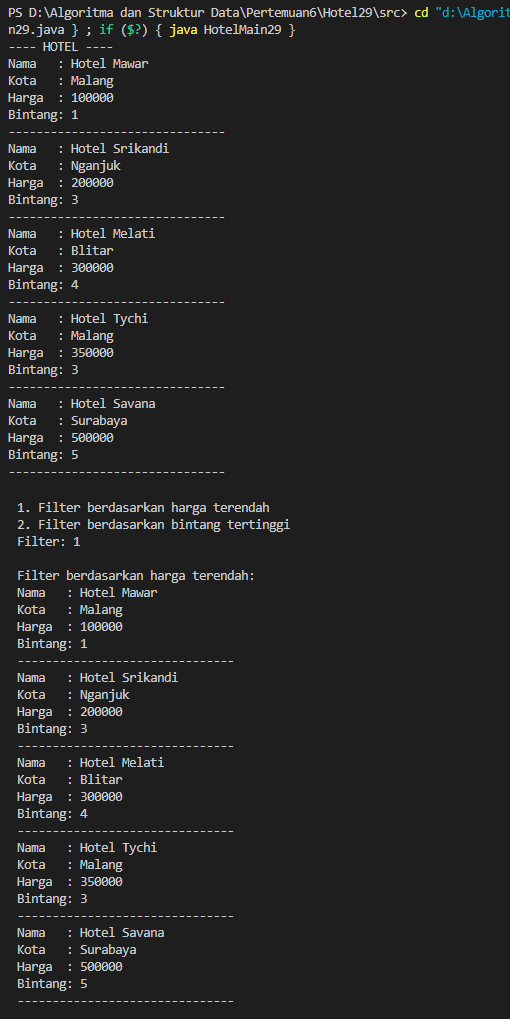 PS D:\Algoritma dan Struktur Data\Pertemuan6\Hotel29\src> cd "d:\Algorit
n29.java } ; if ($?) { java HotelMain29 }
---- HOTEL ----
Nama   : Hotel Mawar
Kota   : Malang
Harga  : 100000
Bintang: 1
-------------------------------
Nama   : Hotel Srikandi
Kota   : Nganjuk
Harga  : 200000
Bintang: 3
-------------------------------
Nama   : Hotel Melati
Kota   : Blitar
Harga  : 300000
Bintang: 4
-------------------------------
Nama   : Hotel Tychi
Kota   : Malang
Harga  : 350000
Bintang: 3
-------------------------------
Nama   : Hotel Savana
Kota   : Surabaya
Harga  : 500000
Bintang: 5
-------------------------------
1. Filter berdasarkan harga terendah
2. Filter berdasarkan bintang tertinggi
Filter: 1
Filter berdasarkan harga terendah:
Nama   : Hotel Mawar
Kota   : Malang
Harga  : 100000
Bintang: 1
-------------------------------
Nama   : Hotel Srikandi
Kota   : Nganjuk
Harga  : 200000
Bintang: 3
-------------------------------
Nama   : Hotel Melati
Kota   : Blitar
Harga  : 300000
Bintang: 4
-------------------------------
Nama   : Hotel Tychi
Kota   : Malang
Harga  : 350000
Bintang: 3
-------------------------------
Nama   : Hotel Savana
Kota   : Surabaya
Harga  : 500000
Bintang: 5
-------------------------------